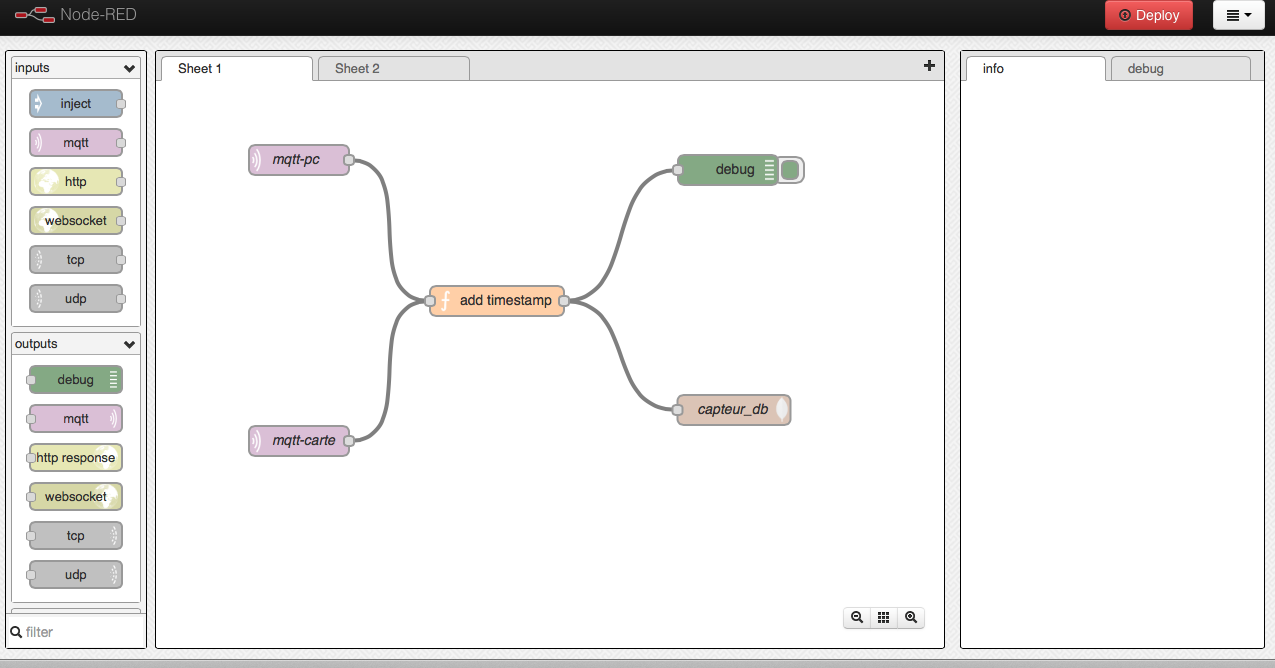 Node-RED
Deploy
inputs
inject
mqtt
http
websocket
tcp
udp
outputs
debug
mqtt
http response
websocket
tcp
udp
filter
Sheet 1
Sheet 2
mqtt-pc
debug
add timestamp
capteur_db
mqtt-carte
info
debug